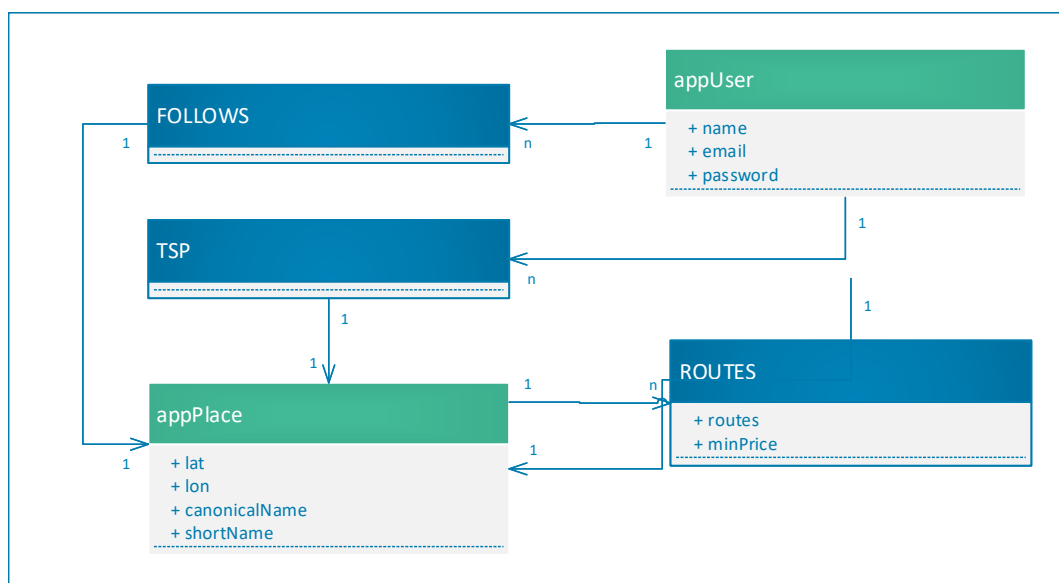 appUser
+ name
+ email
+ password
FOLLOWS
1
n
1
TSP
1
n
1
1
1
ROUTES
+ routes
+ minPrice
1
n
appPlace
+ lat
+ lon
+ canonicalName
+ shortName
1
1